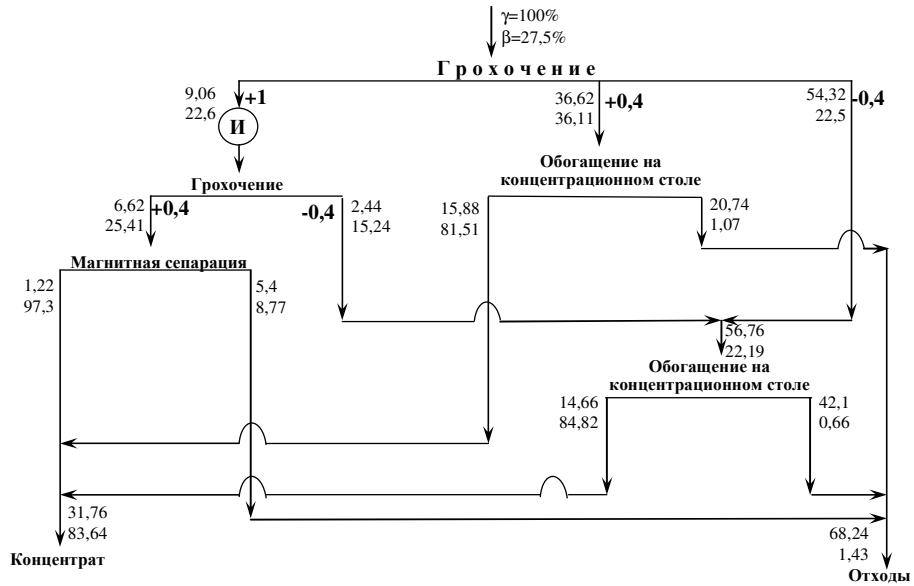 γ=100%
β=27,5%
Грохочение
9,06
22,6
+1
И
36,62
36,11
+0,4
54,32
22,5
-0,4
Грохочение
Обогащение на
концентрационном столе
6,62
25,41
+0,4
-0,4
2,44
15,24
15,88
81,51
20,74
1,07
Магнитная сепарация
1,22
97,3
5,4
8,77
56,76
22,19
Обогащение на
концентрационном столе
14,66
84,82
42,1
0,66
31,76
83,64
68,24
1,43
Концентрат
Отходы